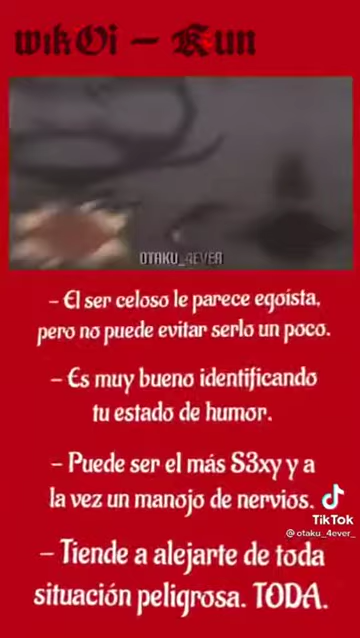 wikOi – Kun
OTAKU_4EVER
– El ser celoso le parece egoísta,
pero no puede evitar serlo un poco.
– Es muy bueno identificando
tu estado de humor.
– Puede ser el más S3xy y a
la vez un manojo de nervios.
TikTok
@otaku_4ever_
– Tiende a alejarte de toda
situación peligrosa. TODA.